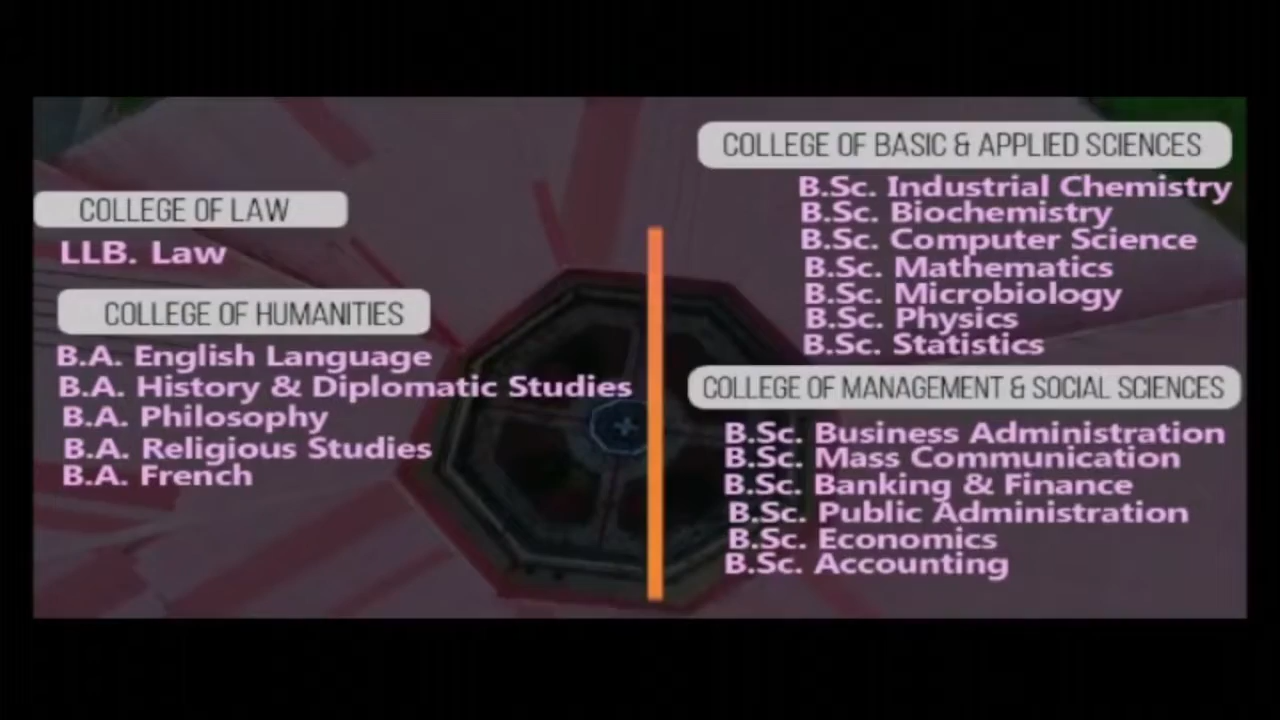 COLLEGE OF LAW
LLB. Law
COLLEGE OF HUMANITIES
B.A. English Language
B.A. History & Diplomatic Studies
B.A. Philosophy
B.A. Religious Studies
B.A. French
COLLEGE OF BASIC & APPLIED SCIENCES
B.Sc. Industrial Chemistry
B.Sc. Biochemistry
B.Sc. Computer Science
B.Sc. Mathematics
B.Sc. Microbiology
B.Sc. Physics
B.Sc. Statistics
COLLEGE OF MANAGEMENT & SOCIAL SCIENCES
B.Sc. Business Administration
B.Sc. Mass Communication
B.Sc. Banking & Finance
B.Sc. Public Administration
B.Sc. Economics
B.Sc. Accounting